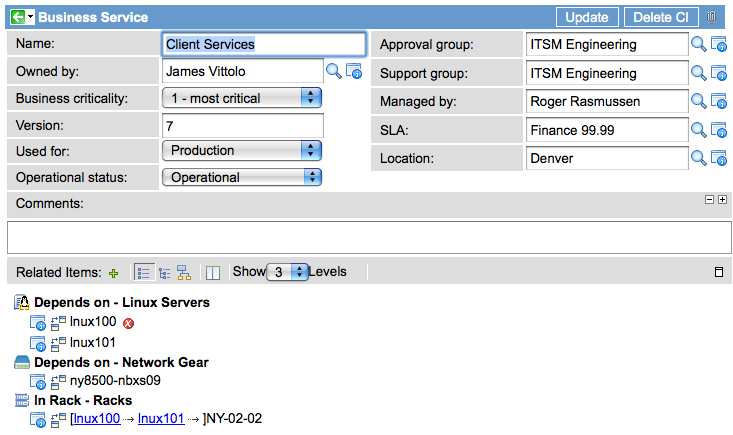 Business Service
Update
Delete CI
Name:
Client Services
Approval group:
ITSM Engineering
Owned by:
James Vittolo
Support group:
ITSM Engineering
Business criticality:
1 - most critical
Managed by:
Roger Rasmussen
Version:
7
SLA:
Finance 99.99
Used for:
Production
Location:
Denver
Operational status:
Operational
Comments:
Related Items:
Show 3 Levels
Depends on - Linux Servers
lnux100
lnux101
Depends on - Network Gear
ny8500-nbxs09
In Rack - Racks
[lnux100 ⇢ lnux101 ⇢ ]NY-02-02